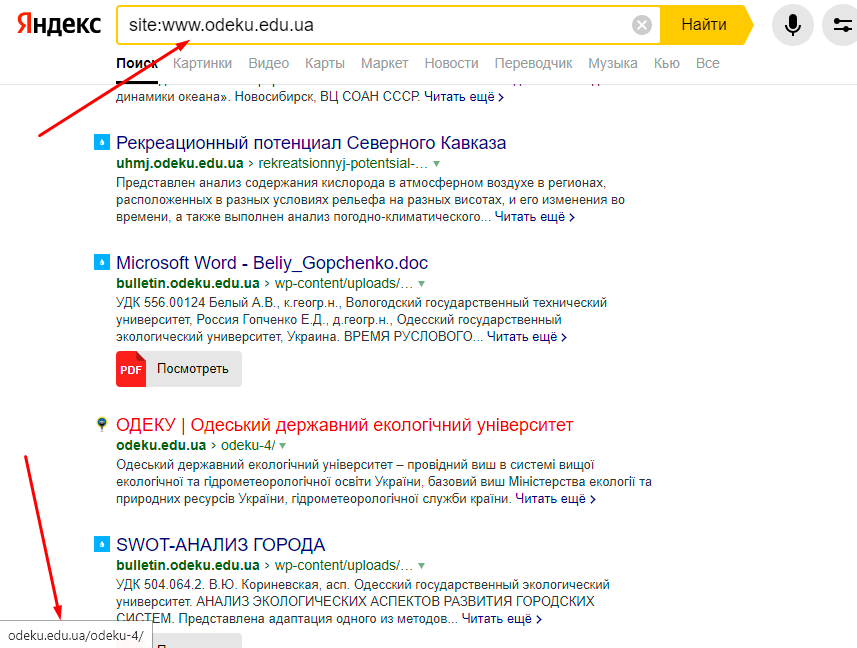 Яндекс
site:www.odeku.edu.ua
Найти
Поиск Картинки Видео Карты Маркет Новости Переводчик Музыка Кью Все
динамики океана». Новосибирск, ВЦ СОАН СССР. Читать ещё >
Рекреационный потенциал Северного Кавказа
uhmj.odeku.edu.ua > rekreatsionnyj-potentsial-...
Представлен анализ содержания кислорода в атмосферном воздухе в регионах,
расположенных в разных условиях рельефа на разных высотах, и его изменения во
времени, а также выполнен анализ погодно-климатического... Читать ещё >
Microsoft Word - Beliy_Gopchenko.doc
bulletin.odeku.edu.ua > wp-content/uploads/...
УДК 556.00124 Белый А.В., к.геогр.н., Вологодский государственный технический
университет, Россия Гопченко Е.Д., д.геогр.н., Одесский государственный
экологический университет, Украина. ВРЕМЯ РУСЛОВОГО... Читать ещё >
PDF Посмотреть
ОДЕКУ | Одеський державний екологічний університет
odeku.edu.ua > odeku-4/
Одеський державний екологічний університет – провідний виш в системі вищої
екологічної та гідрометеорологічної освіти України, базовий виш Міністерства екології та
природних ресурсів України, гідрометеорологічної служби країни. Читать ещё >
SWOT-АНАЛИЗ ГОРОДА
bulletin.odeku.edu.ua > wp-content/uploads/...
УДК 504.064.2. В.Ю. Кориневская, асп. Одесский государственный экологический
университет. АНАЛИЗ ЭКОЛОГИЧЕСКИХ АСПЕКТОВ РАЗВИТИЯ ГОРОДСКИХ
СИСТЕМ. Представлена адаптация одного из методов... Читать ещё >
odeku.edu.ua/odeku-4/